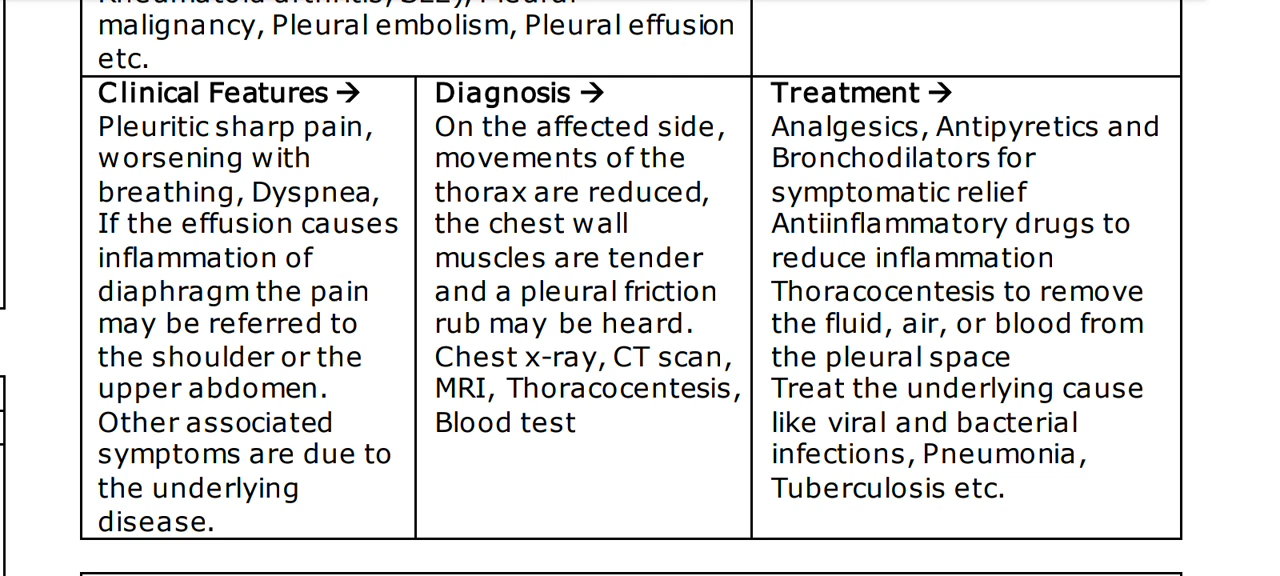 malignancy, Pleural embolism, Pleural effusion
etc.
Clinical Features →
Pleuritic sharp pain,
worsening with
breathing, Dyspnea,
If the effusion causes
inflammation of
diaphragm the pain
may be referred to
the shoulder or the
upper abdomen.
Other associated
symptoms are due to
the underlying
disease.
Diagnosis →
On the affected side,
movements of the
thorax are reduced,
the chest wall
muscles are tender
and a pleural friction
rub may be heard.
Chest x-ray, CT scan,
MRI, Thoracocentesis,
Blood test
Treatment →
Analgesics, Antipyretics and
Bronchodilators for
symptomatic relief
Antiinflammatory drugs to
reduce inflammation
Thoracocentesis to remove
the fluid, air, or blood from
the pleural space
Treat the underlying cause
like viral and bacterial
infections, Pneumonia,
Tuberculosis etc.